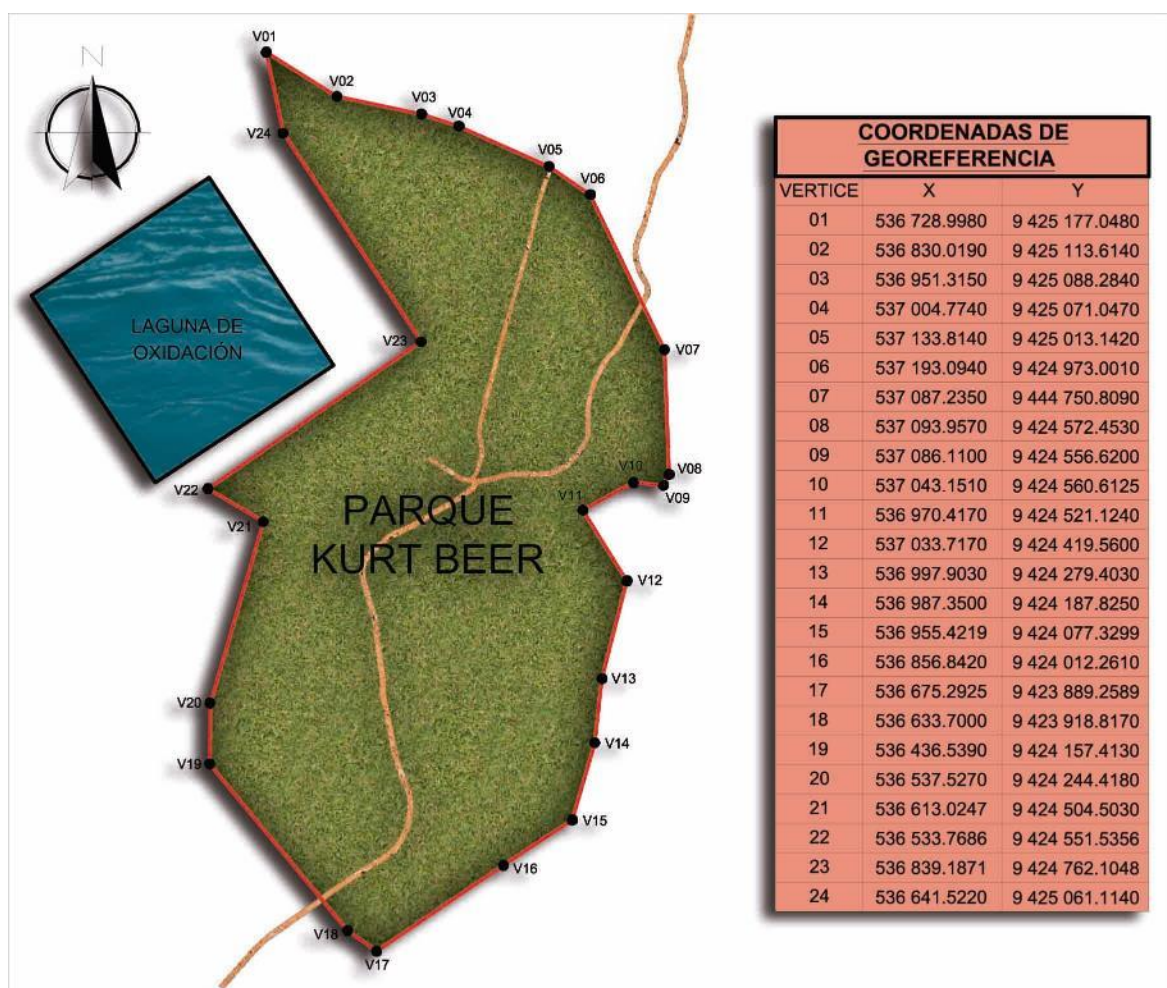 N
V01
V02
V03
V04
V24
V05
V06
V23
V07
LAGUNA DE
OXIDACIÓN
V22
V21
V10
V08
V09
V11
PARQUE
KURT BEER
V12
V13
V20
V14
V19
V15
V16
V18
V17
COORDENADAS DE
GEOREFERENCIA
VERTICE X Y
01 536 728.9980 9 425 177.0480
02 536 830.0190 9 425 113.6140
03 536 951.3150 9 425 088.2840
04 537 004.7740 9 425 071.0470
05 537 133.8140 9 425 013.1420
06 537 193.0940 9 424 973.0010
07 537 087.2350 9 444 750.8090
08 537 093.9570 9 424 572.4530
09 537 086.1100 9 424 556.6200
10 537 043.1510 9 424 560.6125
11 536 970.4170 9 424 521.1240
12 537 033.7170 9 424 419.5600
13 536 997.9030 9 424 279.4030
14 536 987.3500 9 424 187.8250
15 536 955.4219 9 424 077.3299
16 536 856.8420 9 424 012.2610
17 536 675.2925 9 423 889.2589
18 536 633.7000 9 423 918.8170
19 536 436.5390 9 424 157.4130
20 536 537.5270 9 424 244.4180
21 536 613.0247 9 424 504.5030
22 536 533.7686 9 424 551.5356
23 536 839.1871 9 424 762.1048
24 536 641.5220 9 425 061.1140